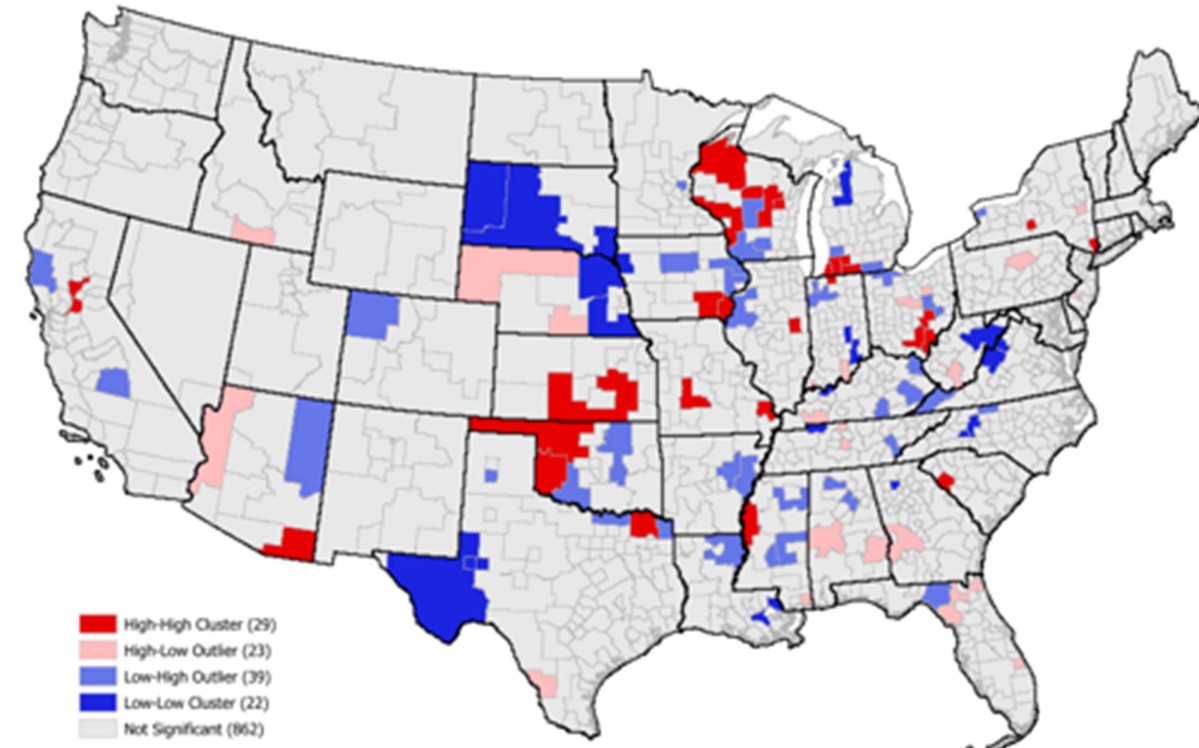 High-High Cluster (29)
High-Low Outlier (23)
Low-High Outlier (39)
Low-Low Cluster (22)
Not Significant (862)